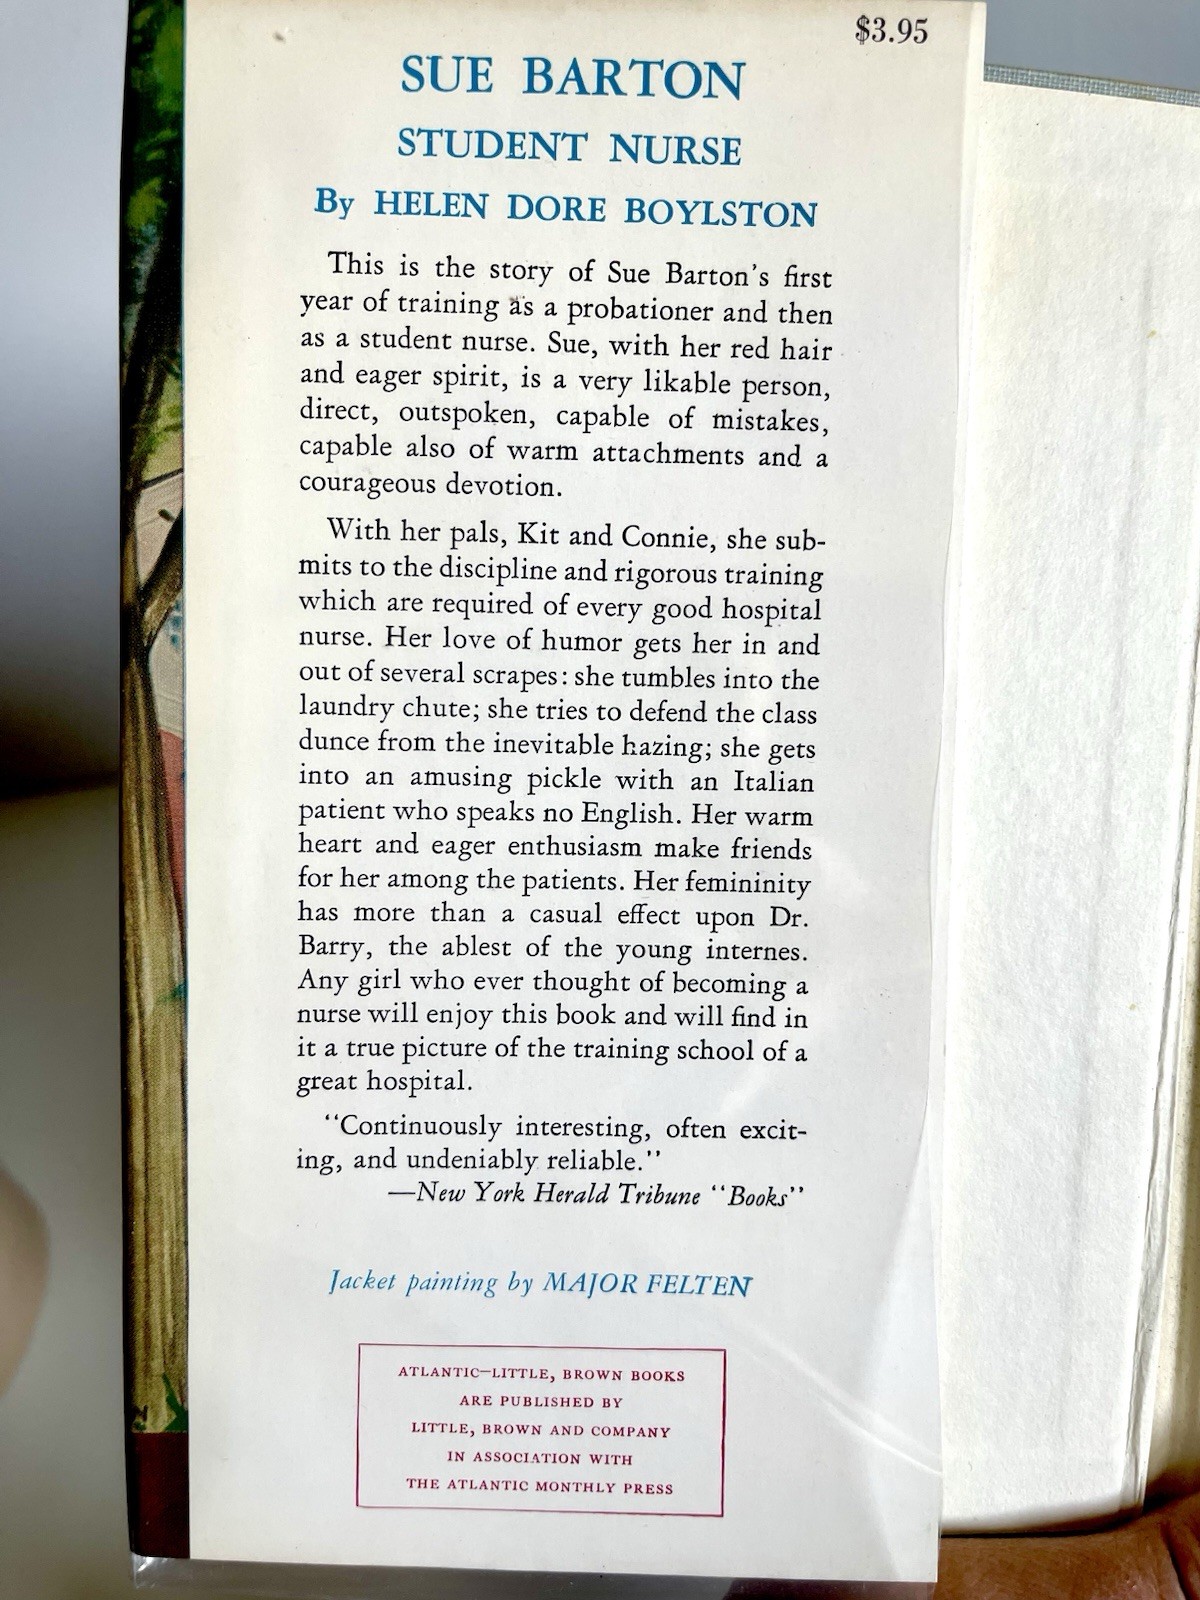 $3.95
SUE BARTON
STUDENT NURSE
By HELEN DORE BOYLSTON
This is the story of Sue Barton's first
year of training as a probationer and then
as a student nurse. Sue, with her red hair
and eager spirit, is a very likable person,
direct, outspoken, capable of mistakes,
capable also of warm attachments and a
courageous devotion.
With her pals, Kit and Connie, she sub-
mits to the discipline and rigorous training
which are required of every good hospital
nurse. Her love of humor gets her in and
out of several scrapes: she tumbles into the
laundry chute; she tries to defend the class
dunce from the inevitable hazing; she gets
into an amusing pickle with an Italian
patient who speaks no English. Her warm
heart and eager enthusiasm make friends
for her among the patients. Her femininity
has more than a casual effect upon Dr.
Barry, the ablest of the young internes.
Any girl who ever thought of becoming a
nurse will enjoy this book and will find in
it a true picture of the training school of a
great hospital.
"Continuously interesting, often excit-
ing, and undeniably reliable."
—New York Herald Tribune "Books"
Jacket painting by MAJOR FELTEN
ATLANTIC—LITTLE, BROWN BOOKS
ARE PUBLISHED BY
LITTLE, BROWN AND COMPANY
IN ASSOCIATION WITH
THE ATLANTIC MONTHLY PRESS